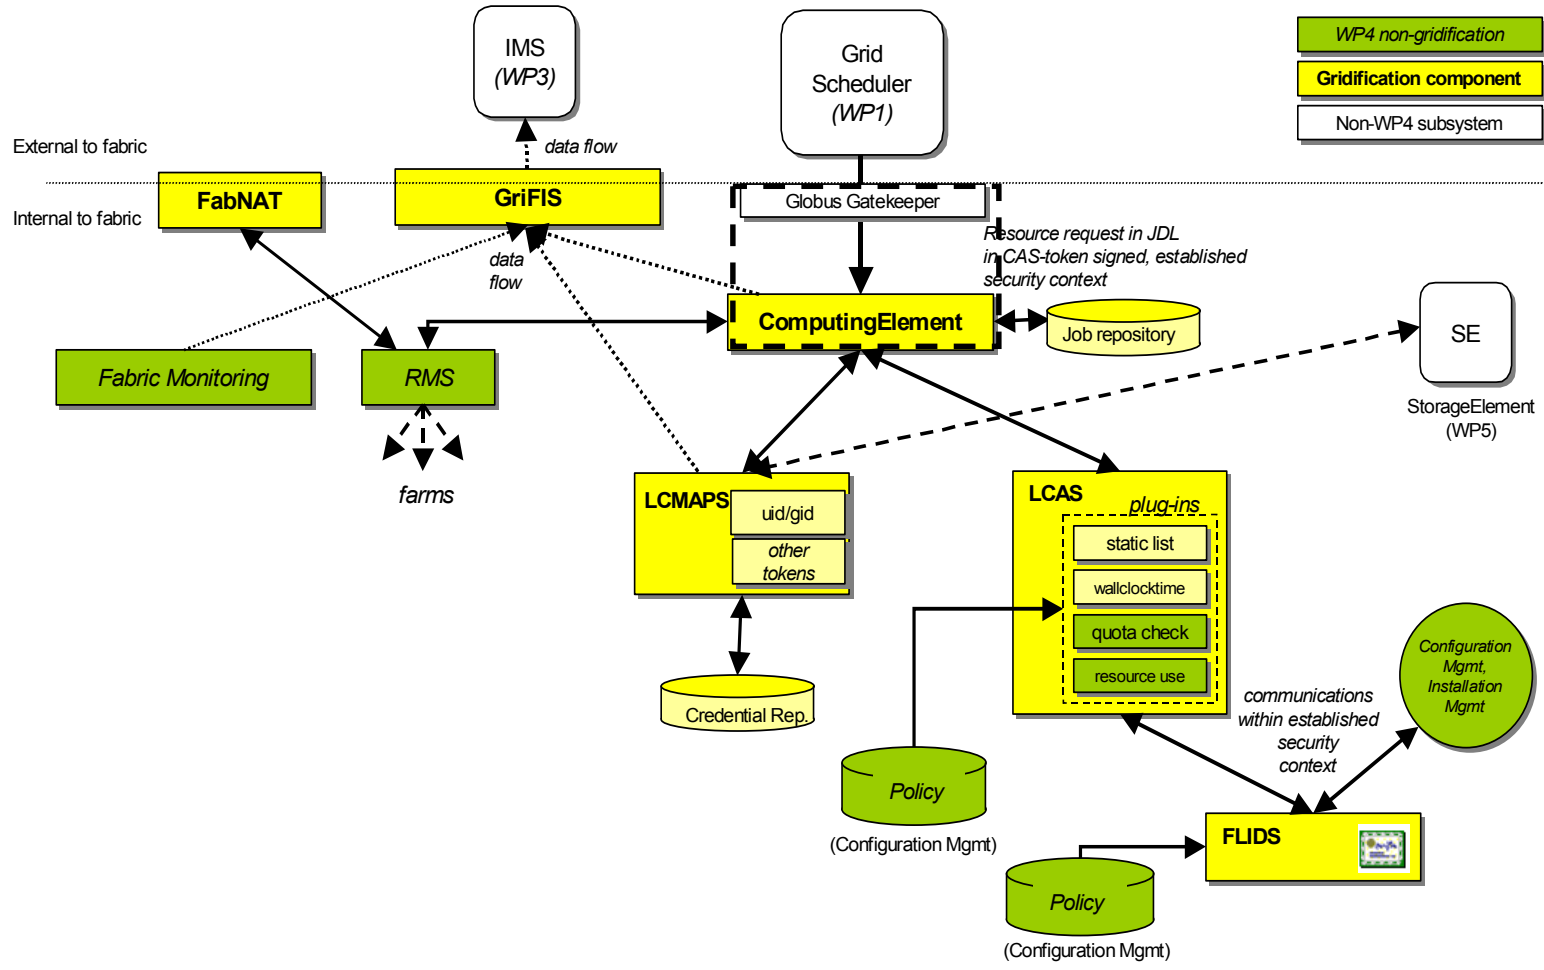 IMS
(WP3)
Grid
Scheduler
(WP1)
WP4 non-gridification
Gridification component
Non-WP4 subsystem
External to fabric
data flow
Internal to fabric
FabNAT
GriFIS
Globus Gatekeeper
Resource request in JDL
in CAS-token signed, established
security context
data
flow
ComputingElement
Job repository
SE
StorageElement
(WP5)
Fabric Monitoring
RMS
farms
LCMAPS
uid/gid
other
tokens
LCAS
plug-ins
static list
wallclocktime
quota check
resource use
Credential Rep.
Configuration
Mgmt,
Installation
Mgmt
communications
within established
security
context
Policy
(Configuration Mgmt)
FLIDS
Policy
(Configuration Mgmt)